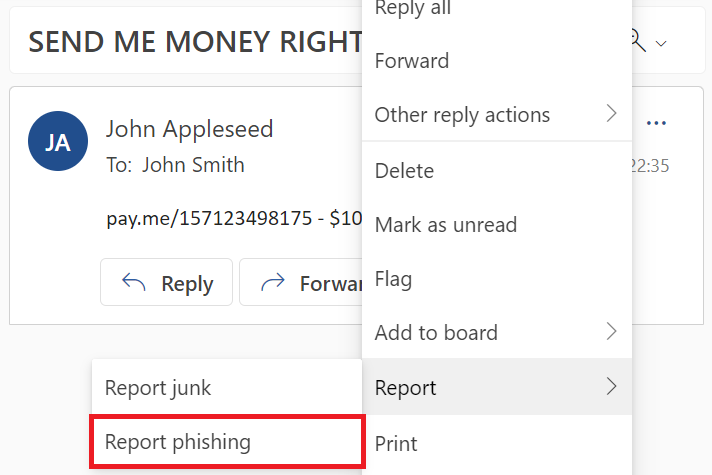 Reply all
SEND ME MONEY RIGHT
Forward
Other reply actions
John Appleseed
JA
To: John Smith
22:35
Delete
pay.me/157123498175 - $10
Mark as unread
Reply
Forwa
Flag
Add to board
Report junk
Report
Report phishing
Print